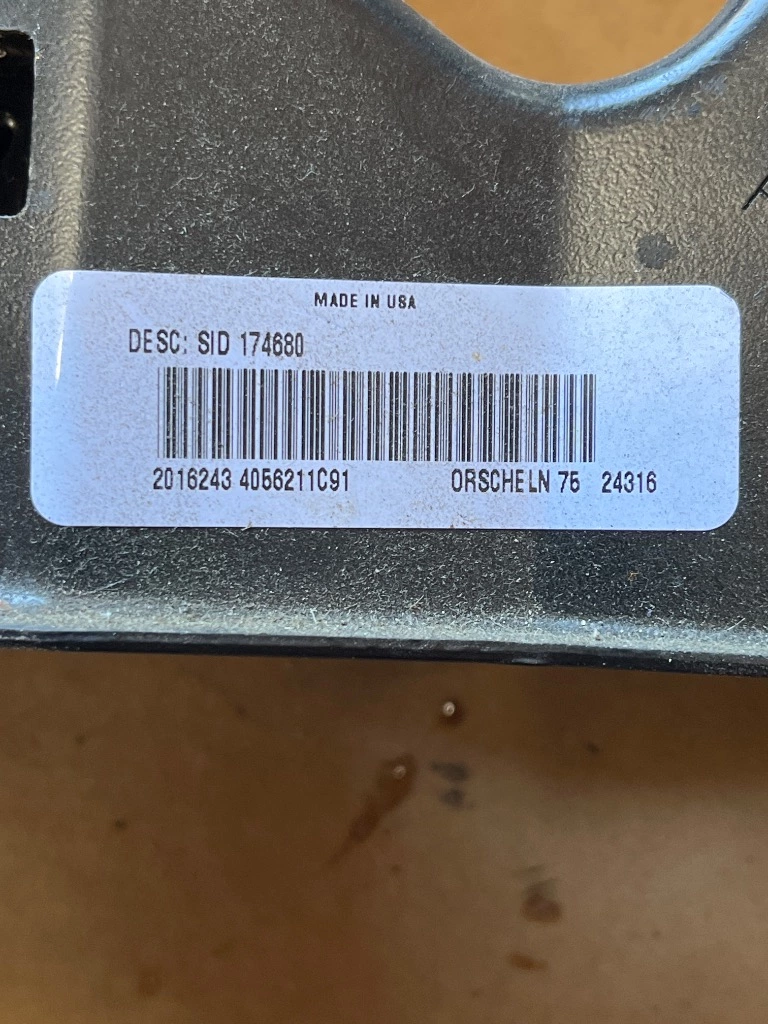 MADE IN USA
DESC: SID 174680
2016243 4056211C91 ORSCHELN 75 24316